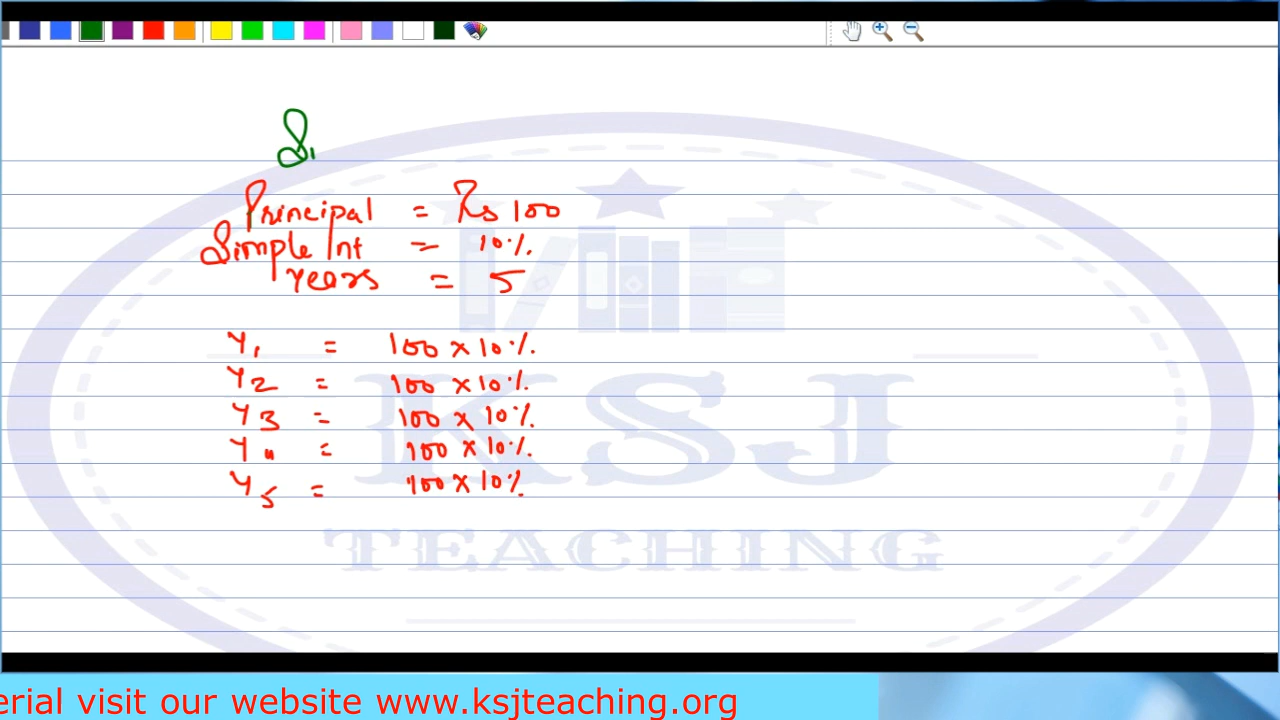 Si
Principal = Rs 100
Simple Int = 10%
Years = 5
Y1 = 100 x 10%
Y2 = 100 x 10%
Y3 = 100 x 10%
Y4 = 100 x 10%
Y5 = 100 x 10%
KSJ
TEACHING
erial visit our website www.ksjteaching.org